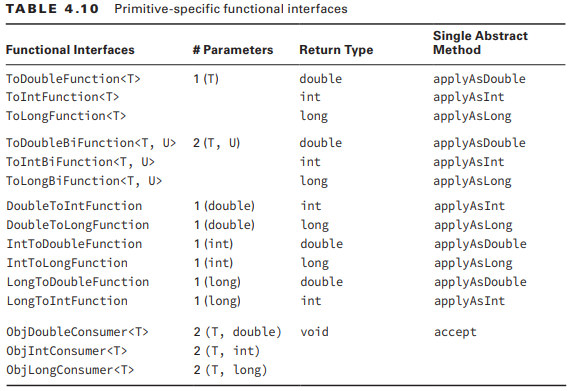 TABLE 4.10 Primitive-specific functional interfaces
Functional Interfaces # Parameters Return Type Single Abstract Method
ToDoubleFunction<T> 1 (T) double applyAsDouble
ToIntFunction<T> int applyAsInt
ToLongFunction<T> long applyAsLong
ToDoubleBiFunction<T, U> 2 (T, U) double applyAsDouble
ToIntBiFunction<T, U> int applyAsInt
ToLongBiFunction<T, U> long applyAsLong
DoubleToIntFunction 1 (double) int applyAsInt
DoubleToLongFunction 1 (double) long applyAsLong
IntToDoubleFunction 1 (int) double applyAsDouble
IntToLongFunction 1 (int) long applyAsLong
LongToDoubleFunction 1 (long) double applyAsDouble
LongToIntFunction 1 (long) int applyAsInt
ObjDoubleConsumer<T> 2 (T, double) void accept
ObjIntConsumer<T> 2 (T, int)
ObjLongConsumer<T> 2 (T, long)